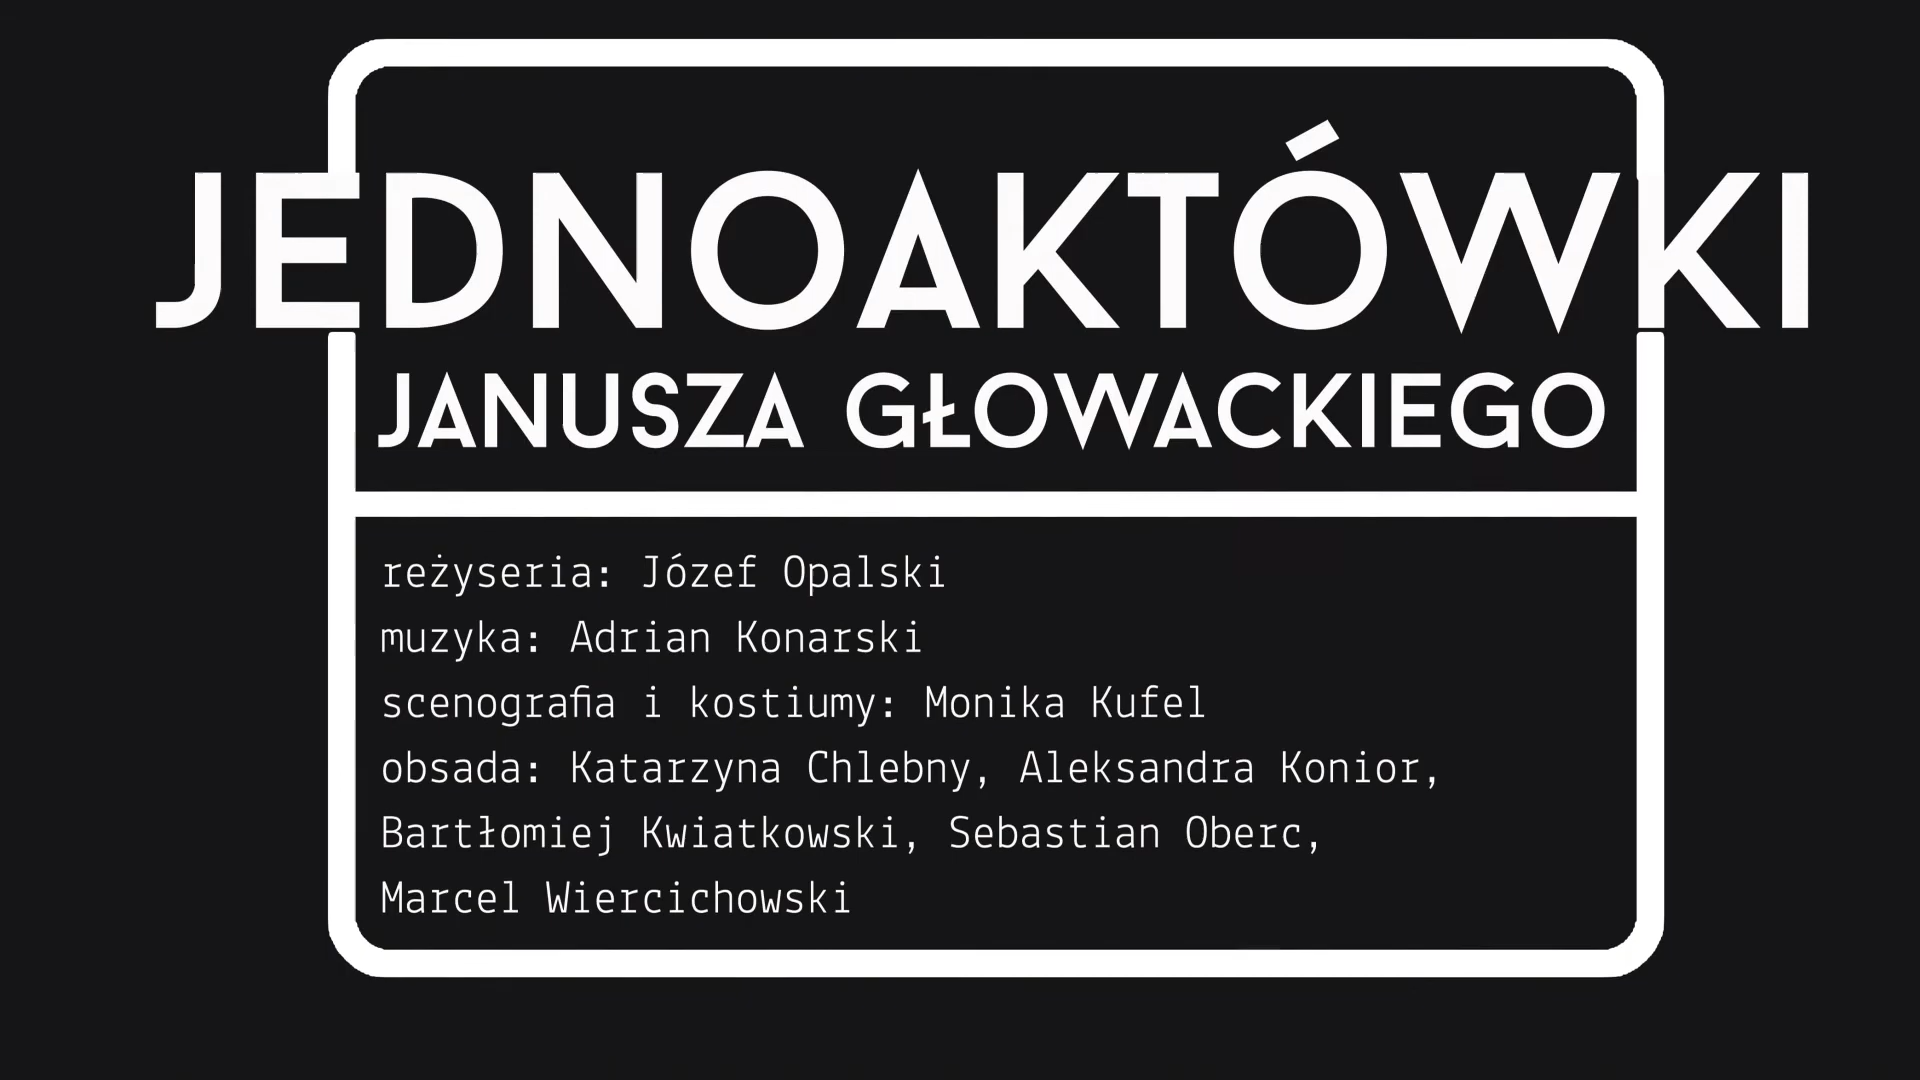 JEDNOAKTÓWKI
JANUSZA GŁOWACKIEGO
reżyseria: Józef Opalski
muzyka: Adrian Konarski
scenografia i kostiumy: Monika Kufel
obsada: Katarzyna Chlebny, Aleksandra Konior,
Bartłomiej Kwiatkowski, Sebastian Oberc,
Marcel Wiercichowski